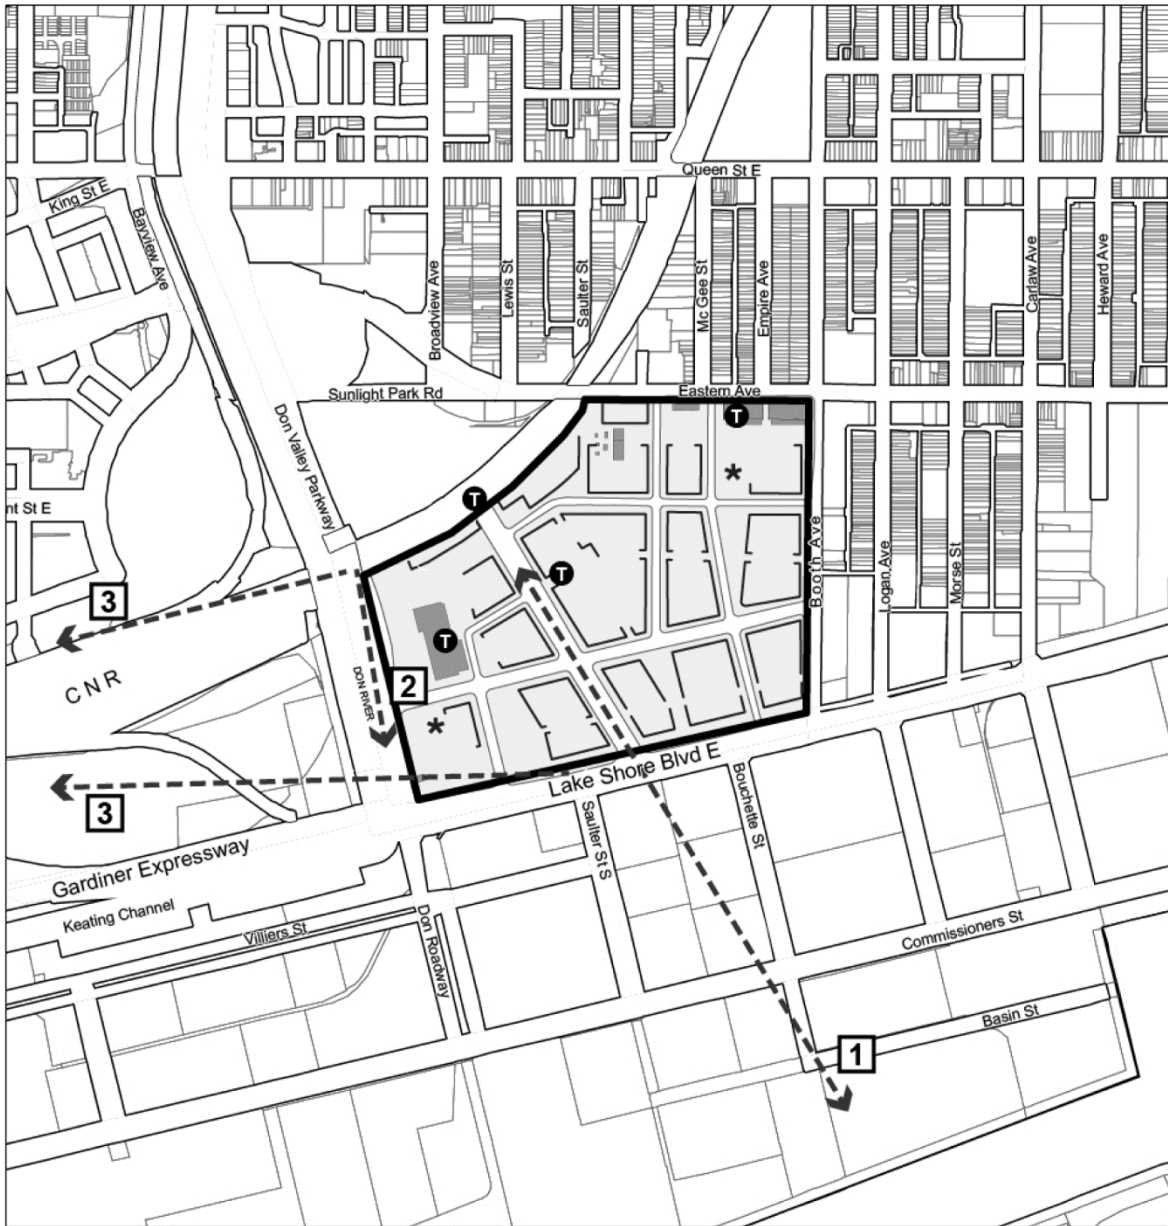 Queen St E
King St E
Bayview Ave
Broadview Ave
Lewis St
Saulter St
Mc Gee St
Empire Ave
Carlaw Ave
Heward Ave
Sunlight Park Rd
Eastern Ave
Don Valley Parkway
T
*
T
nt St E
Booth Ave
Logan Ave
Morse St
T
3
T
CNR
2
DON RIVER
*
Lake Shore Blvd E
3
Bouchette St
Saulter St S
Gardiner Expressway
Keating Channel
Villiers St
Don Roadway
Commissioners St
Basin St
1